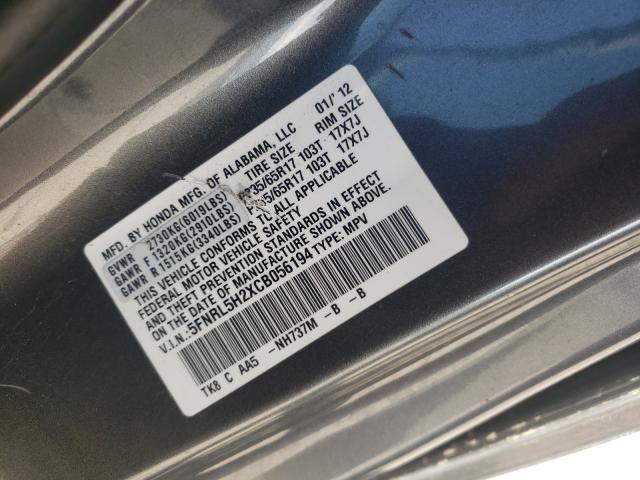 MFD. BY HONDA MFG. OF ALABAMA, LLC 01/'12
TIRE SIZE RIM SIZE
GVWR 2730KG(6019LBS)
GAWR F 1320KG(2910LBS) 35/65R17 103T 17X7J
GAWR R 1515KG(3340LBS) 5/65R17 103T 17X7J
THIS VEHICLE CONFORMS TO ALL APPLICABLE
FEDERAL MOTOR VEHICLE SAFETY
AND THEFT PREVENTION STANDARDS IN EFFECT
ON THE DATE OF MANUFACTURE SHOWN ABOVE.
V.I.N.:5FNRL5H2XCB056194 TYPE: MPV
TK8 C AA5 -NH737M -B -B